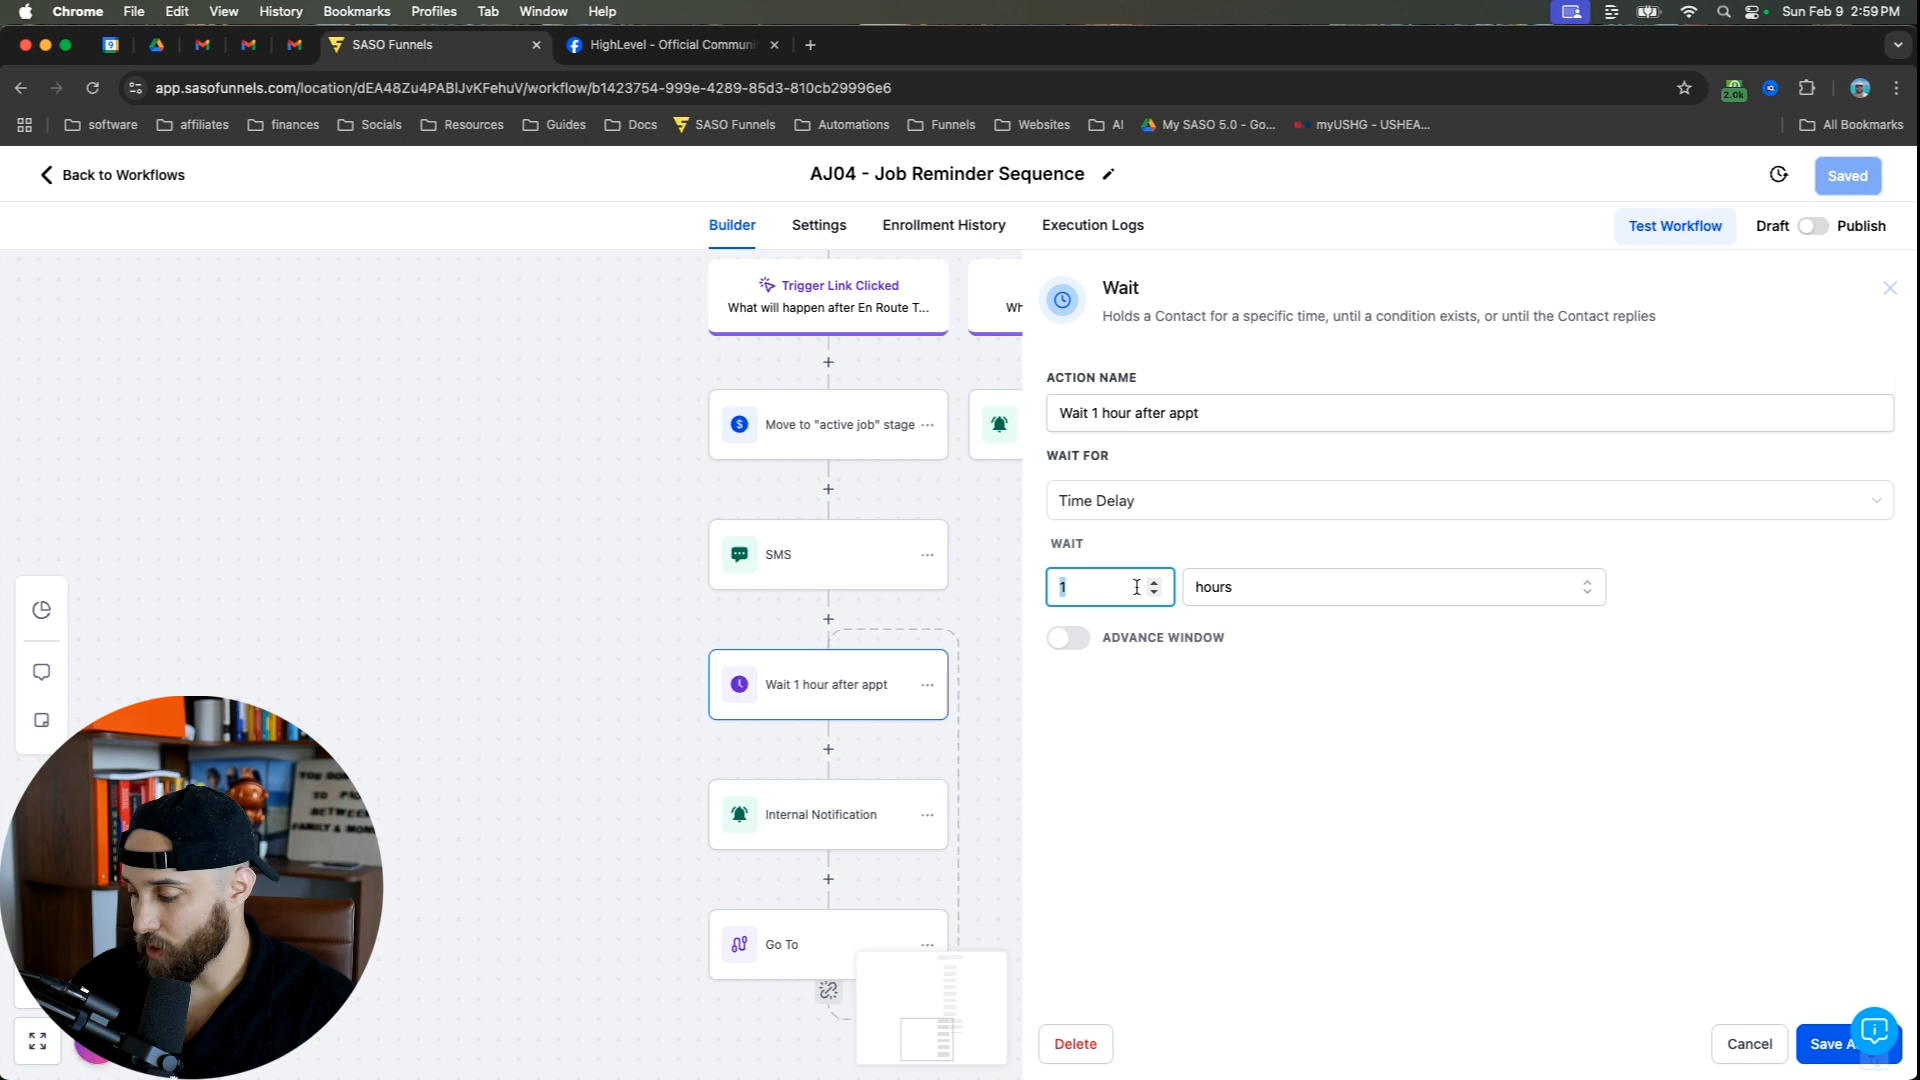 Chrome File Edit View History Bookmarks Profiles Tab Window Help
Sun Feb 9 2:59 PM
SASO Funnels
HighLevel - Official Commun
app.sasofunnels.com/location/dEA48Zu4PABlJvKFehuV/workflow/b1423754-999e-4289-85d3-810cb29996e6
2.0k
software affiliates finances Socials Resources Guides Docs SASO Funnels Automations Funnels Websites AI My SASO 5.0 - Go... myUSHG - USHEA... All Bookmarks
Back to Workflows
AJ04 - Job Reminder Sequence
Saved
Builder Settings Enrollment History Execution Logs
Test Workflow Draft Publish
Trigger Link Clicked
What will happen after En Route T...
Wh
Move to "active job" stage
SMS
Wait 1 hour after appt
Internal Notification
Go To
Wait
Holds a Contact for a specific time, until a condition exists, or until the Contact replies
ACTION NAME
Wait 1 hour after appt
WAIT FOR
Time Delay
WAIT
1 hours
ADVANCE WINDOW
Delete
Cancel
Save A